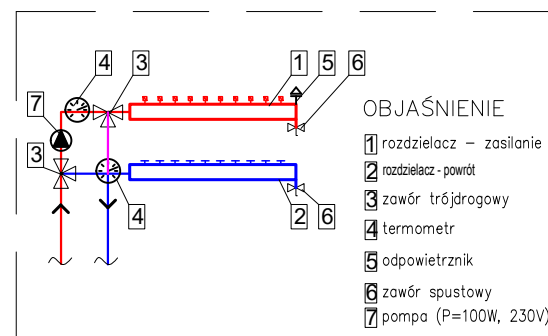 4
3
1
5
6
7
3
4
2
6
OBJAŚNIENIE
1 rozdzielacz - zasilanie
2 rozdzielacz - powrót
3 zawór trójdrogowy
4 termometr
5 odpowietrznik
6 zawór spustowy
7 pompa (P=100W, 230V)